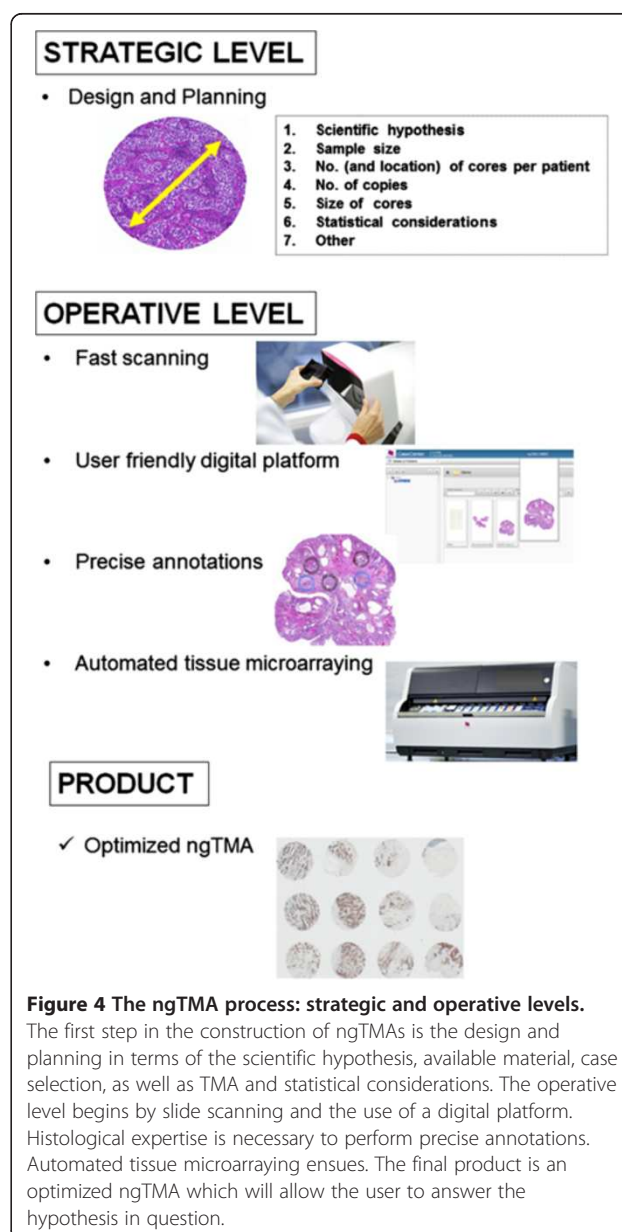 STRATEGIC LEVEL
• Design and Planning
1. Scientific hypothesis
2. Sample size
3. No. (and location) of cores per patient
4. No. of copies
5. Size of cores
6. Statistical considerations
7. Other
OPERATIVE LEVEL
• Fast scanning
• User friendly digital platform
• Precise annotations
• Automated tissue microarraying
PRODUCT
✓ Optimized ngTMA
Figure 4 The ngTMA process: strategic and operative levels.
The first step in the construction of ngTMAs is the design and
planning in terms of the scientific hypothesis, available material, case
selection, as well as TMA and statistical considerations. The operative
level begins by slide scanning and the use of a digital platform.
Histological expertise is necessary to perform precise annotations.
Automated tissue microarraying ensues. The final product is an
optimized ngTMA which will allow the user to answer the
hypothesis in question.